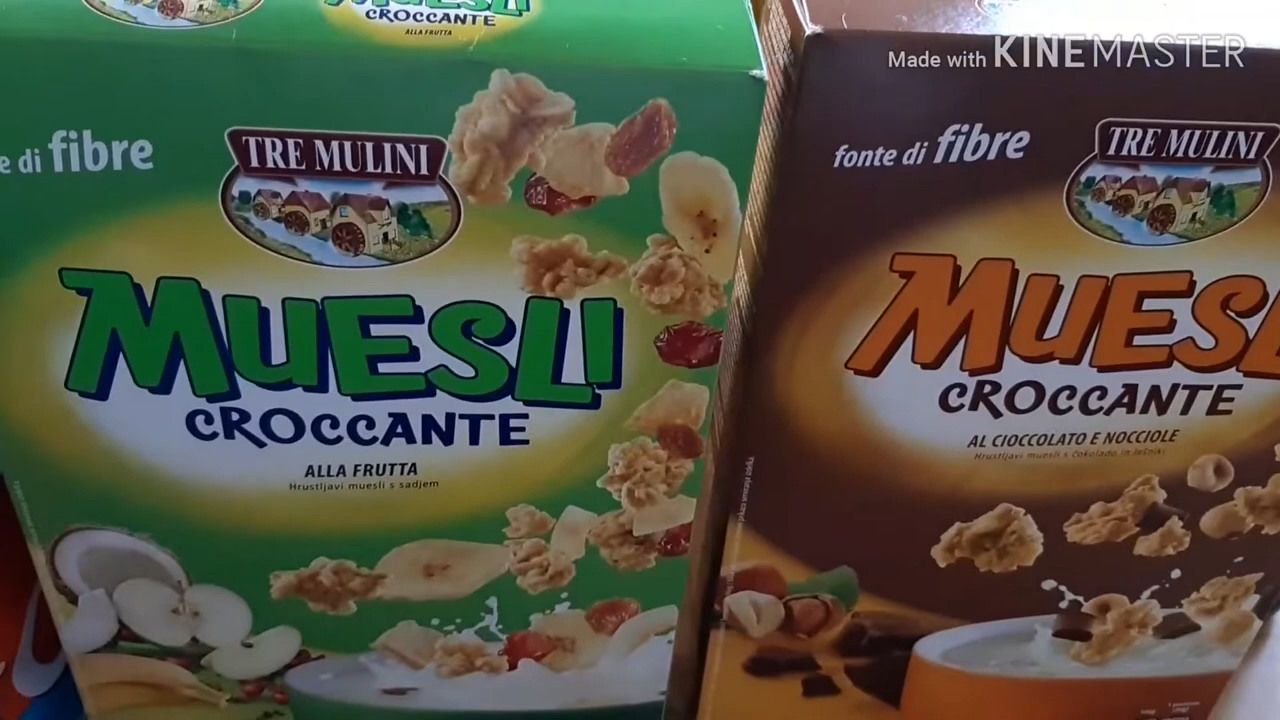 MUESLI
CROCCANTE
ALLA FRUTTA
e di fibre
TRE MULINI
MUESLI
CROCCANTE
ALLA FRUTTA
Hrustljavi muesli s sadjem
Made with KINEMASTER
fonte di fibre
TRE MULINI
MUESL
CROCCANTE
AL CIOCCOLATO E NOCCIOLE
Hrustljavi muesli s čokolado in lešniki